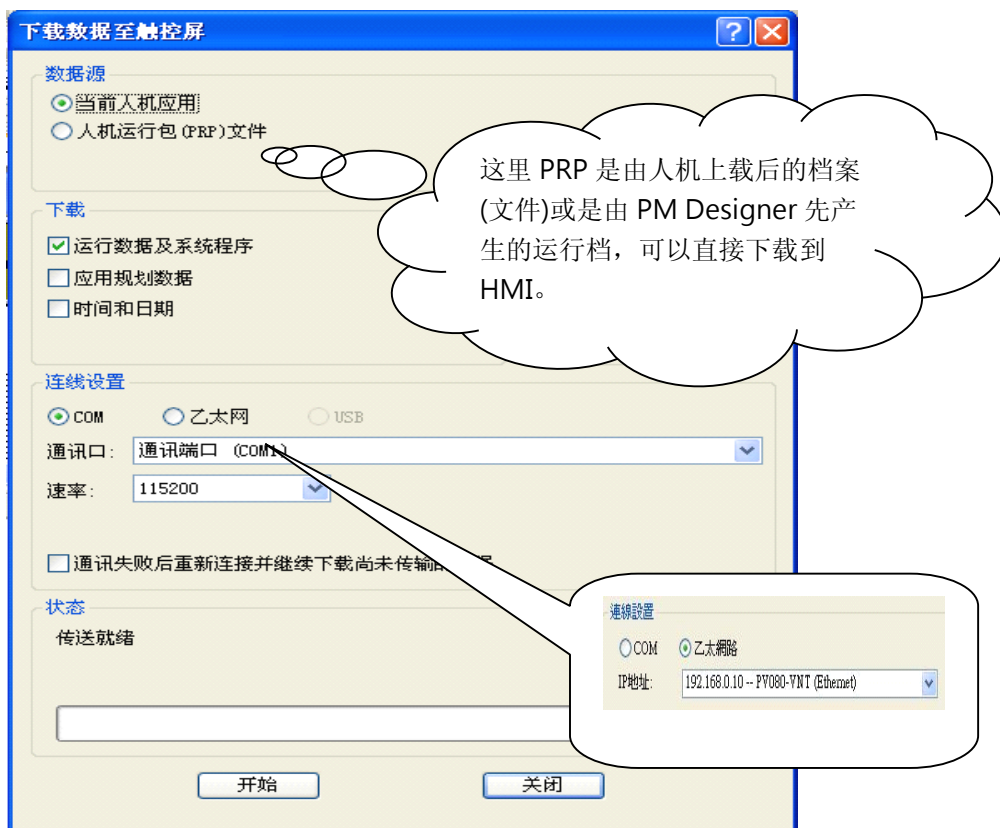 下载数据至触控屏
数据源
当前人机应用
人机运行包(PRP)文件
这里 PRP 是由人机上载后的档案
(文件)或是由 PM Designer 先产
生的运行档，可以直接下载到
HMI。
下载
运行数据及系统程序
应用规划数据
时间和日期
连线设置
COM 乙太网 USB
通讯口: 通讯端口 (COM1)
速率: 115200
通讯失败后重新连接并继续下载尚未传输
状态
传送就绪
連線設置
COM 乙太網路
IP地址: 192.168.0.10 -- PV080-VNT (Ethernet)
开始 关闭